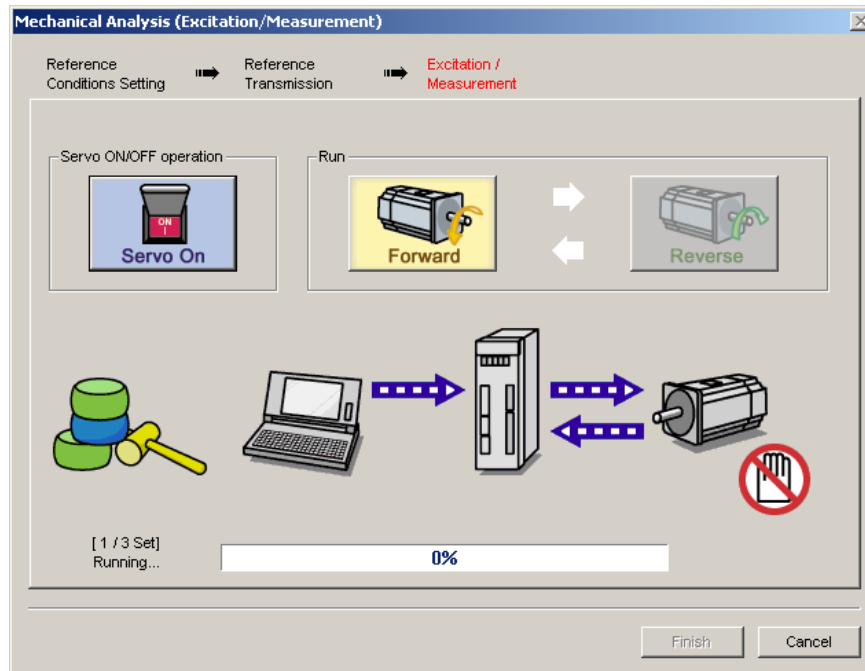 Mechanical Analysis (Excitation/Measurement)
Reference
Conditions Setting
Reference
Transmission
Excitation /
Measurement
Servo ON/OFF operation
ON
I
Servo On
Run
Forward
Reverse
[ 1 / 3 Set]
Running...
0%
Finish
Cancel